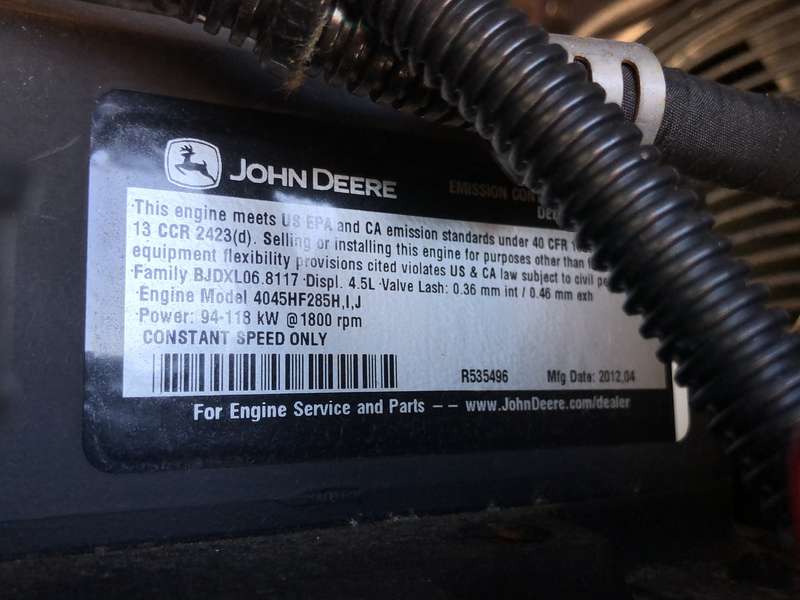 JOHN DEERE
EMISSION
This engine meets US EPA and CA emission standards under 40 CFR
13 CCR 2423(d). Selling or installing this engine for purposes other than
equipment flexibility provisions cited violates US & CA law subject to civil
Family BJDXL06.8117 Displ. 4.5L Valve Lash: 0.36 mm int / 0.46 mm exh
Engine Model 4045HF285H,I,J
Power: 94-118 kW @1800 rpm
CONSTANT SPEED ONLY
R535496 Mfg Date: 2012,04
For Engine Service and Parts -- www.JohnDeere.com/dealer